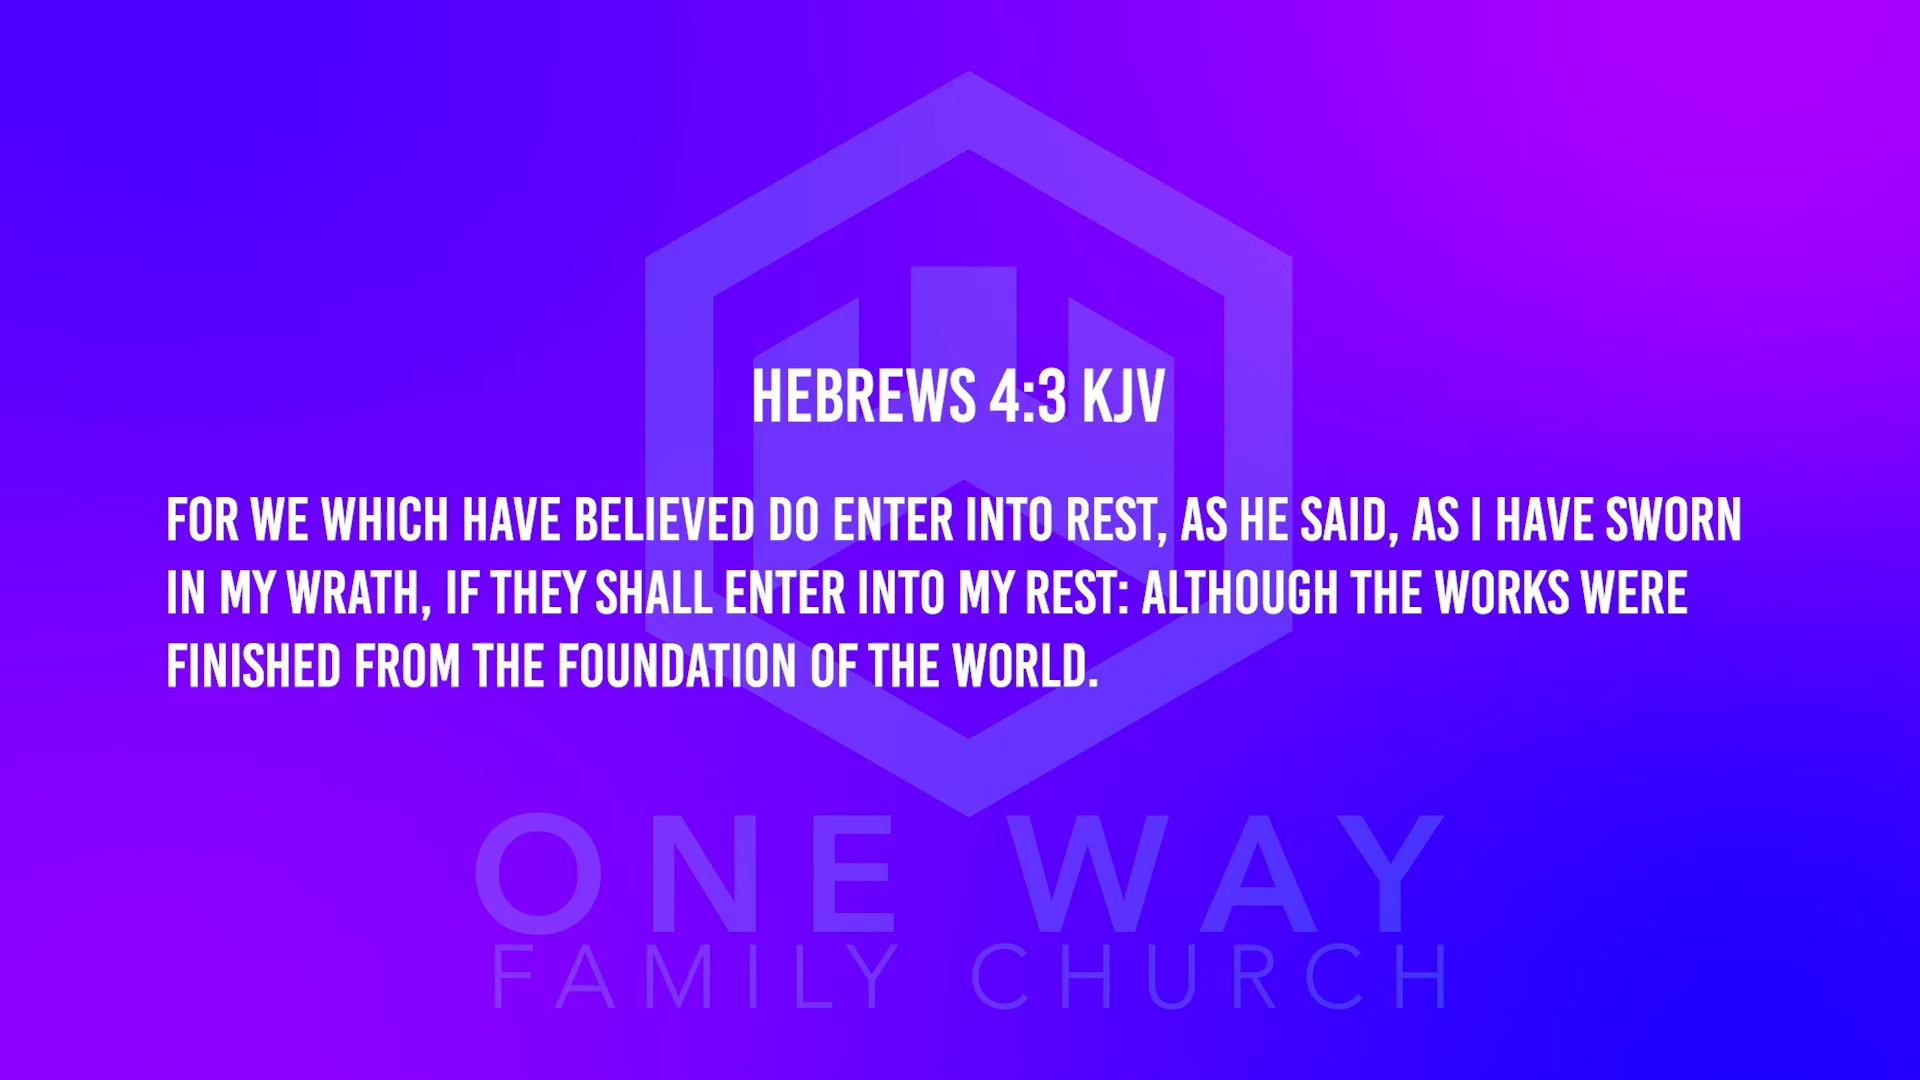 HEBREWS 4:3 KJV
FOR WE WHICH HAVE BELIEVED DO ENTER INTO REST, AS HE SAID, AS I HAVE SWORN
IN MY WRATH, IF THEY SHALL ENTER INTO MY REST: ALTHOUGH THE WORKS WERE
FINISHED FROM THE FOUNDATION OF THE WORLD.
ONE WAY
FAMILY CHURCH